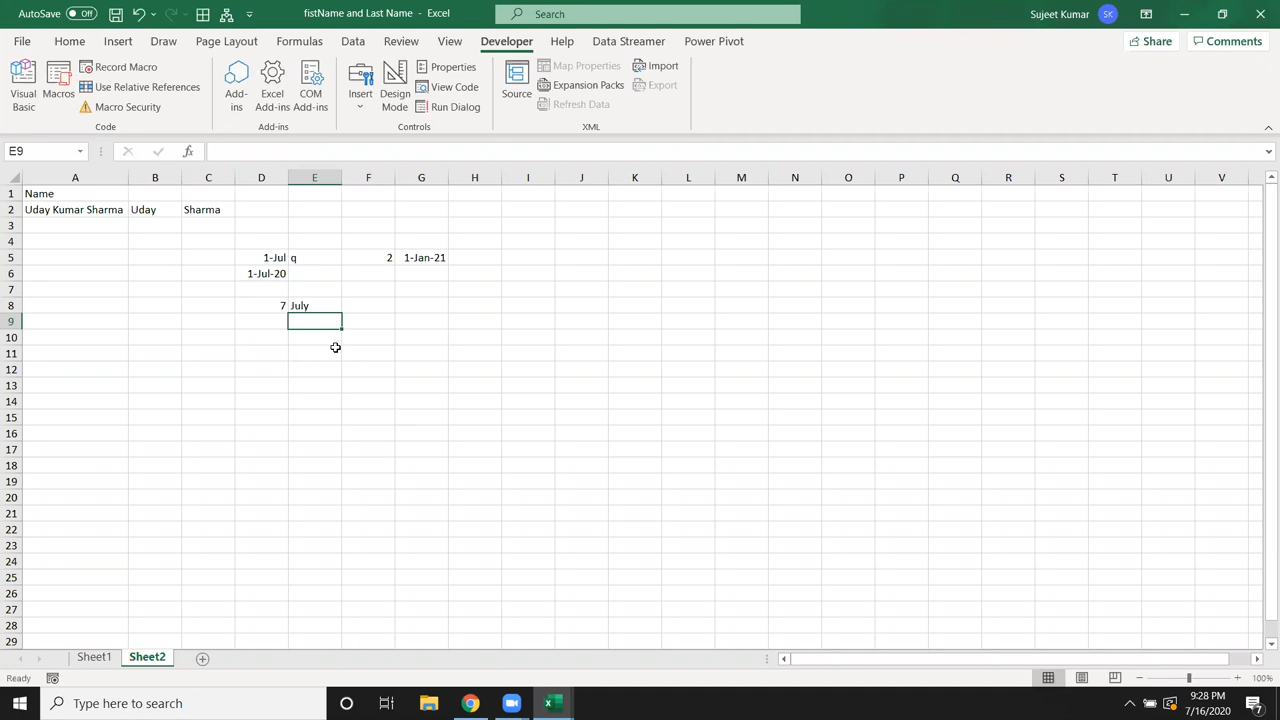 AutoSave Off fistName and Last Name - Excel Search Sujeet Kumar SK
File Home Insert Draw Page Layout Formulas Data Review View Developer Help Data Streamer Power Pivot Share Comments
Visual Basic Macros Record Macro Use Relative References Macro Security
Add-ins Excel Add-ins COM Add-ins
Insert Design Mode Properties View Code Run Dialog
Source Map Properties Expansion Packs Refresh Data Import Export
Code Add-ins Controls XML
E9 fx
A B C D E F G H I J K L M N O P Q R S T U V
1 Name
2 Uday Kumar Sharma Uday Sharma
3
4
5 1-Jul q 2 1-Jan-21
6 1-Jul-20
7
8 7 July
9
10
11
12
13
14
15
16
17
18
19
20
21
22
23
24
25
26
27
28
29
Sheet1 Sheet2
Ready 100%
Type here to search 9:28 PM
7/16/2020 7